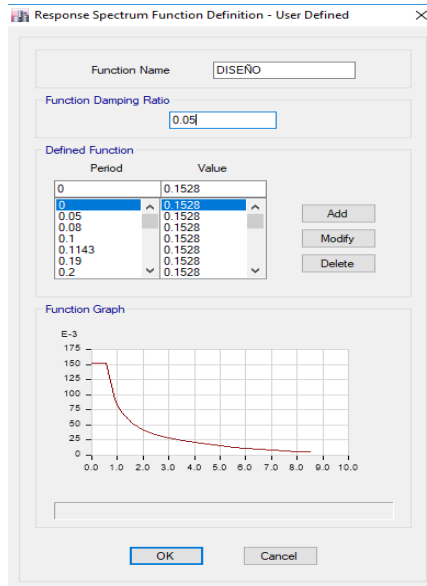 Response Spectrum Function Definition - User Defined
Function Name DISEÑO
Function Damping Ratio
0.05
Defined Function
Period Value
0 0.1528
0 0.1528
0.05 0.1528
0.08 0.1528
0.1 0.1528
0.1143 0.1528
0.19 0.1528
0.2 0.1528
Add
Modify
Delete
Function Graph
E-3
175
150
125
100
75
50
25
0
0.0 1.0 2.0 3.0 4.0 5.0 6.0 7.0 8.0 9.0 10.0
OK Cancel